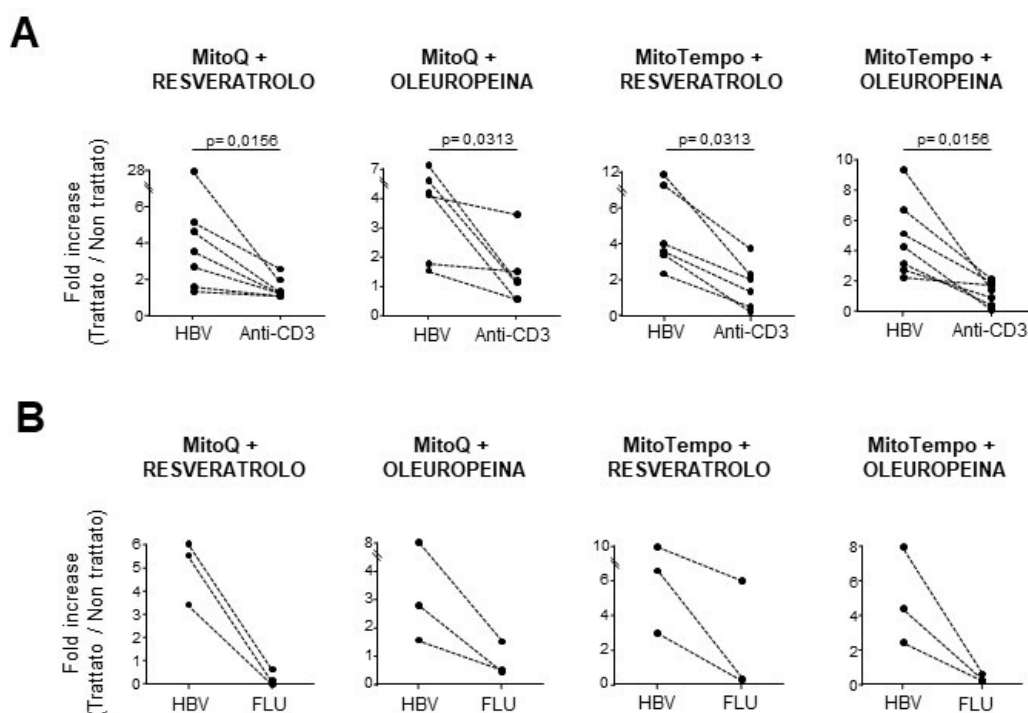 A
MitoQ +
RESVERATROLO
MitoQ +
OLEUROPEINA
MitoTempo +
RESVERATROLO
MitoTempo +
OLEUROPEINA
Fold increase
(Trattato / Non trattato)
p= 0,0156
28
6
4
2
0
HBV Anti-CD3
p= 0,0313
7
4
3
2
1
0
HBV Anti-CD3
p= 0,0313
12
6
4
2
0
HBV Anti-CD3
p= 0,0156
10
8
6
4
2
0
HBV Anti-CD3
B
MitoQ +
RESVERATROLO
MitoQ +
OLEUROPEINA
MitoTempo +
RESVERATROLO
MitoTempo +
OLEUROPEINA
Fold increase
(Trattato / Non trattato)
6
5
4
3
2
1
0
HBV FLU
8
4
3
2
1
0
HBV FLU
10
6
4
2
0
HBV FLU
8
6
4
2
0
HBV FLU